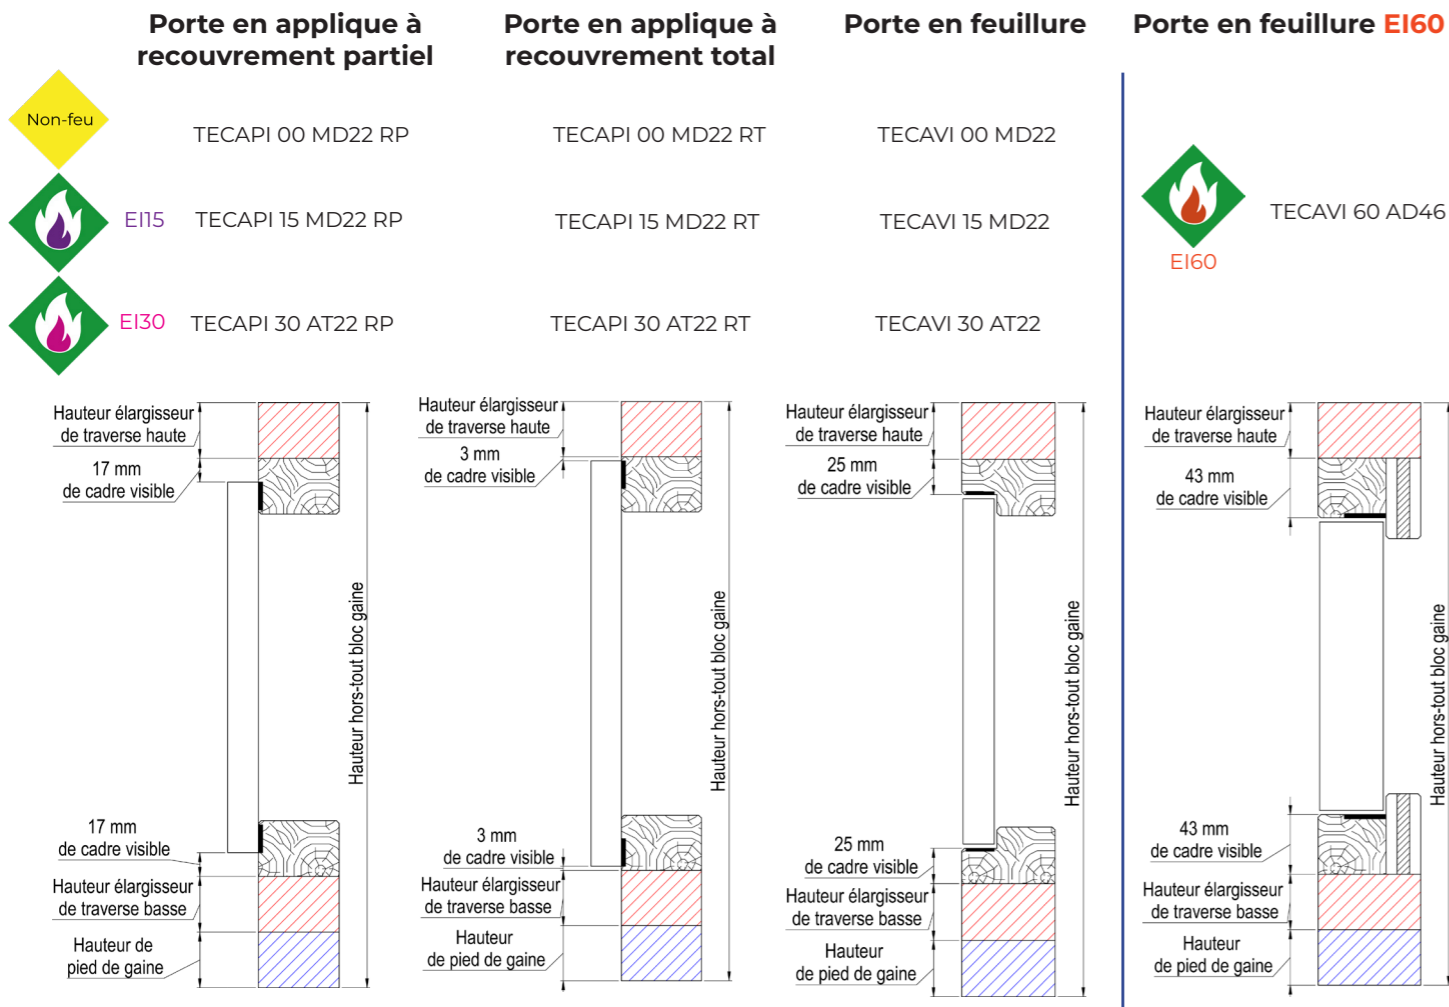 Porte en applique à
recouvrement partiel
Porte en applique à
recouvrement total
Porte en feuillure
Porte en feuillure EI60
Non-feu
TECAPI 00 MD22 RP
TECAPI 00 MD22 RT
TECAVI 00 MD22
EI15
TECAPI 15 MD22 RP
TECAPI 15 MD22 RT
TECAVI 15 MD22
EI60
TECAVI 60 AD46
EI30
TECAPI 30 AT22 RP
TECAPI 30 AT22 RT
TECAVI 30 AT22
Hauteur élargisseur
de traverse haute
17 mm
de cadre visible
Hauteur hors-tout bloc gaine
17 mm
de cadre visible
Hauteur élargisseur
de traverse basse
Hauteur de
pied de gaine
Hauteur élargisseur
de traverse haute
3 mm
de cadre visible
Hauteur hors-tout bloc gaine
3 mm
de cadre visible
Hauteur élargisseur
de traverse basse
Hauteur
de pied de gaine
Hauteur élargisseur
de traverse haute
25 mm
de cadre visible
Hauteur hors-tout bloc gaine
25 mm
de cadre visible
Hauteur élargisseur
de traverse basse
Hauteur
de pied de gaine
Hauteur élargisseur
de traverse haute
43 mm
de cadre visible
Hauteur hors-tout bloc gaine
43 mm
de cadre visible
Hauteur élargisseur
de traverse basse
Hauteur
de pied de gaine